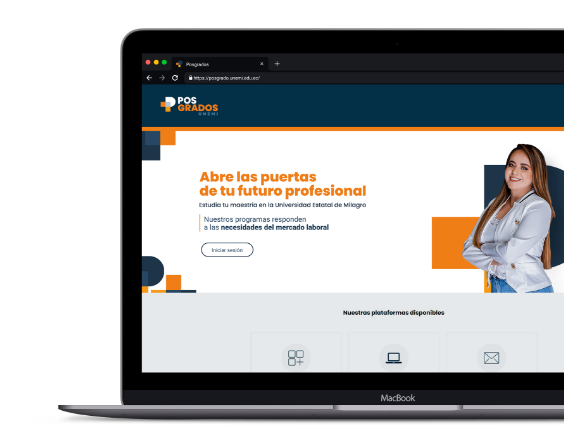 Posgrados
https://posgrado.unemi.edu.ec/
POS
GRADOS
UNEMI
Abre las puertas
de tu futuro profesional
Estudia tu maestría en la Universidad Estatal de Milagro
Nuestros programas responden
a las necesidades del mercado laboral
Iniciar sesión
Nuestras plataformas disponibles
MacBook